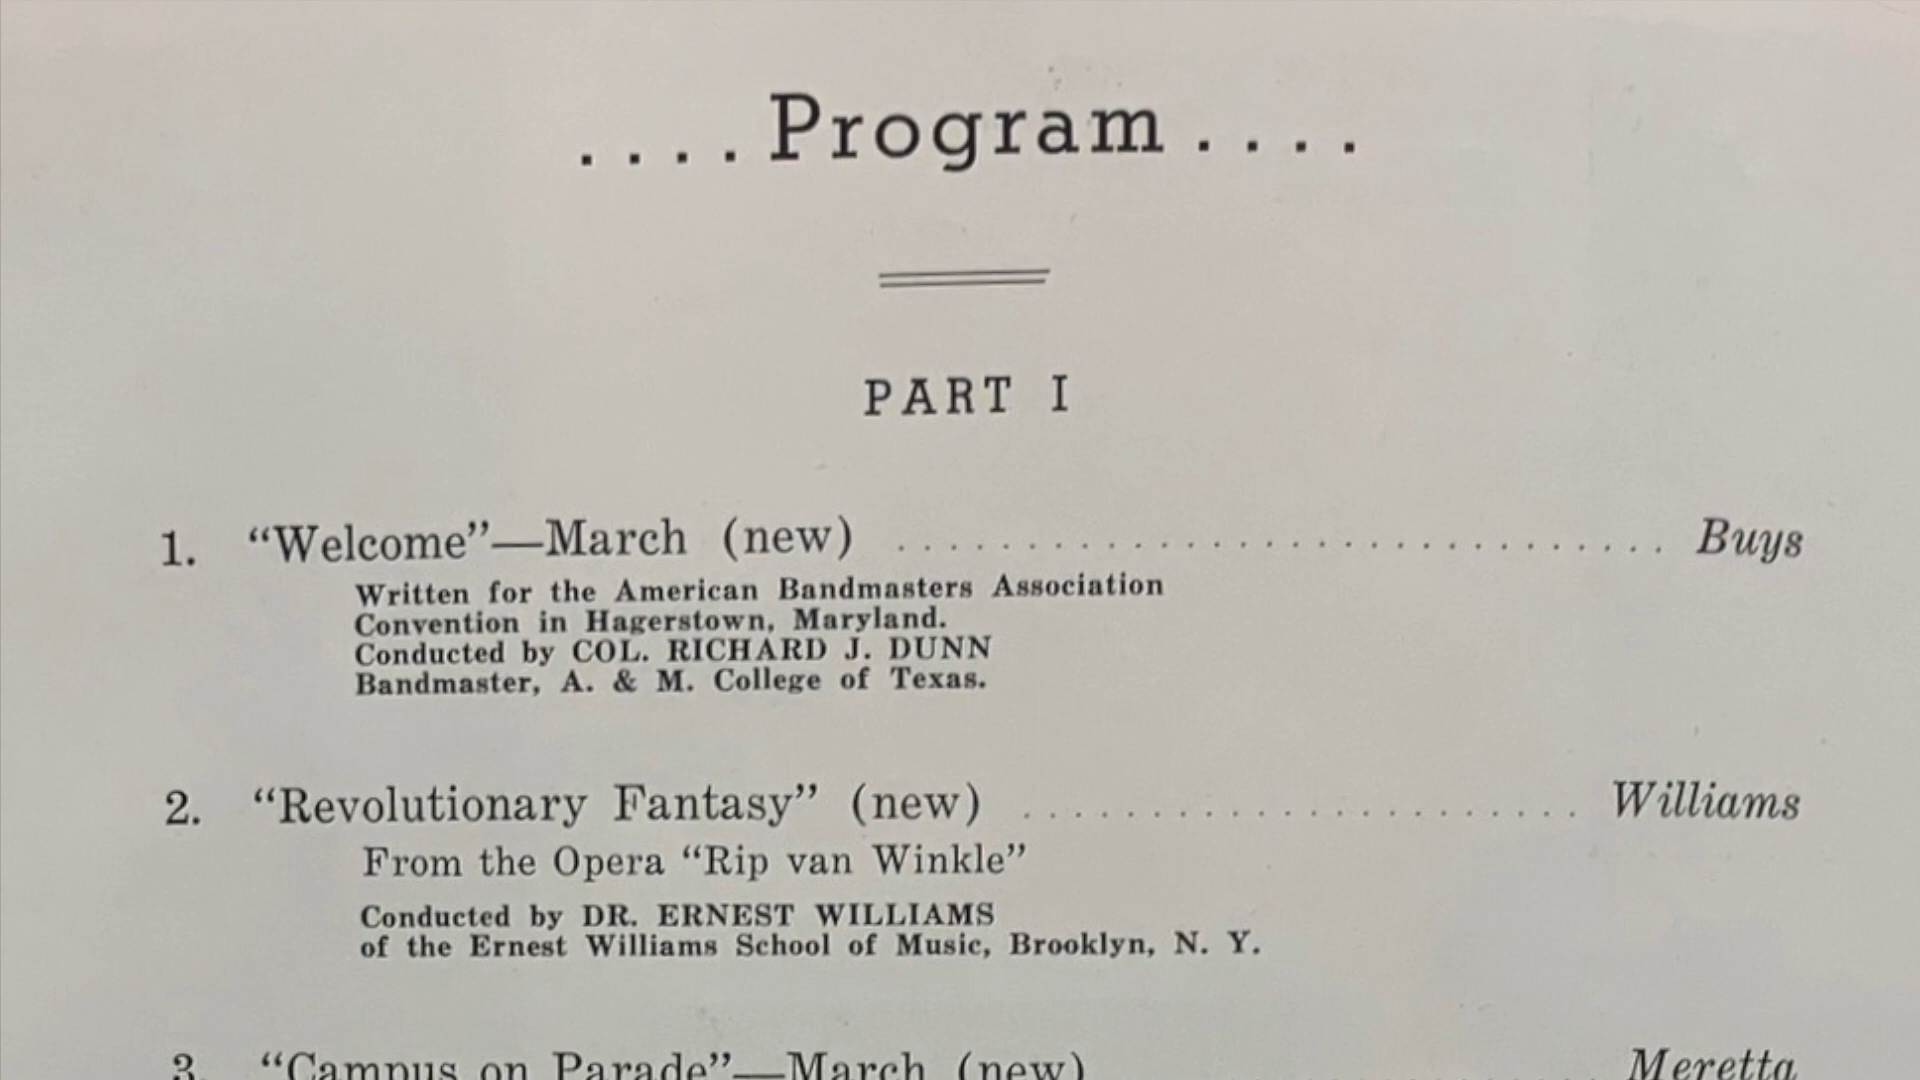 ....Program....
PART I
1. “Welcome”—March (new) .................................... Buys
Written for the American Bandmasters Association
Convention in Hagerstown, Maryland.
Conducted by COL. RICHARD J. DUNN
Bandmaster, A. & M. College of Texas.
2. “Revolutionary Fantasy” (new) .......................... Williams
From the Opera “Rip van Winkle”
Conducted by DR. ERNEST WILLIAMS
of the Ernest Williams School of Music, Brooklyn, N. Y.
3. “Campus on Parade”—March (new) ........................ Meretta